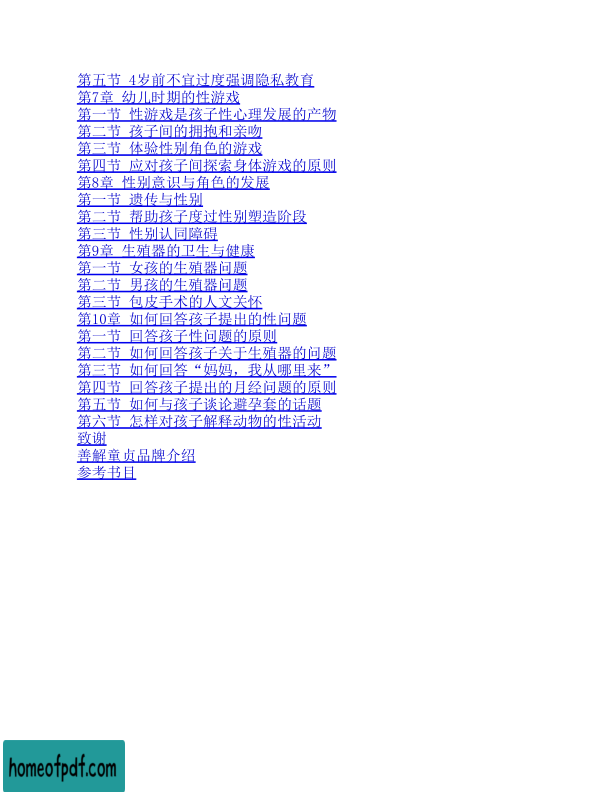 第五节 4岁前不宜过度强调隐私教育
第7章 幼儿时期的性游戏
第一节 性游戏是孩子性心理发展的产物
第二节 孩子间的拥抱和亲吻
第三节 体验性别角色的游戏
第四节 应对孩子间探索身体游戏的原则
第8章 性别意识与角色的发展
第一节 遗传与性别
第二节 帮助孩子度过性别塑造阶段
第三节 性别认同障碍
第9章 生殖器的卫生与健康
第一节 女孩的生殖器问题
第二节 男孩的生殖器问题
第三节 包皮手术的人文关怀
第10章 如何回答孩子提出的性问题
第一节 回答孩子性问题的原则
第二节 如何回答孩子关于生殖器的问题
第三节 如何回答“妈妈，我从哪里来”
第四节 回答孩子提出的月经问题的原则
第五节 如何与孩子谈论避孕套的话题
第六节 怎样对孩子解释动物的性活动
致谢
善解童贞品牌介绍
参考书目
homeofpdf.com